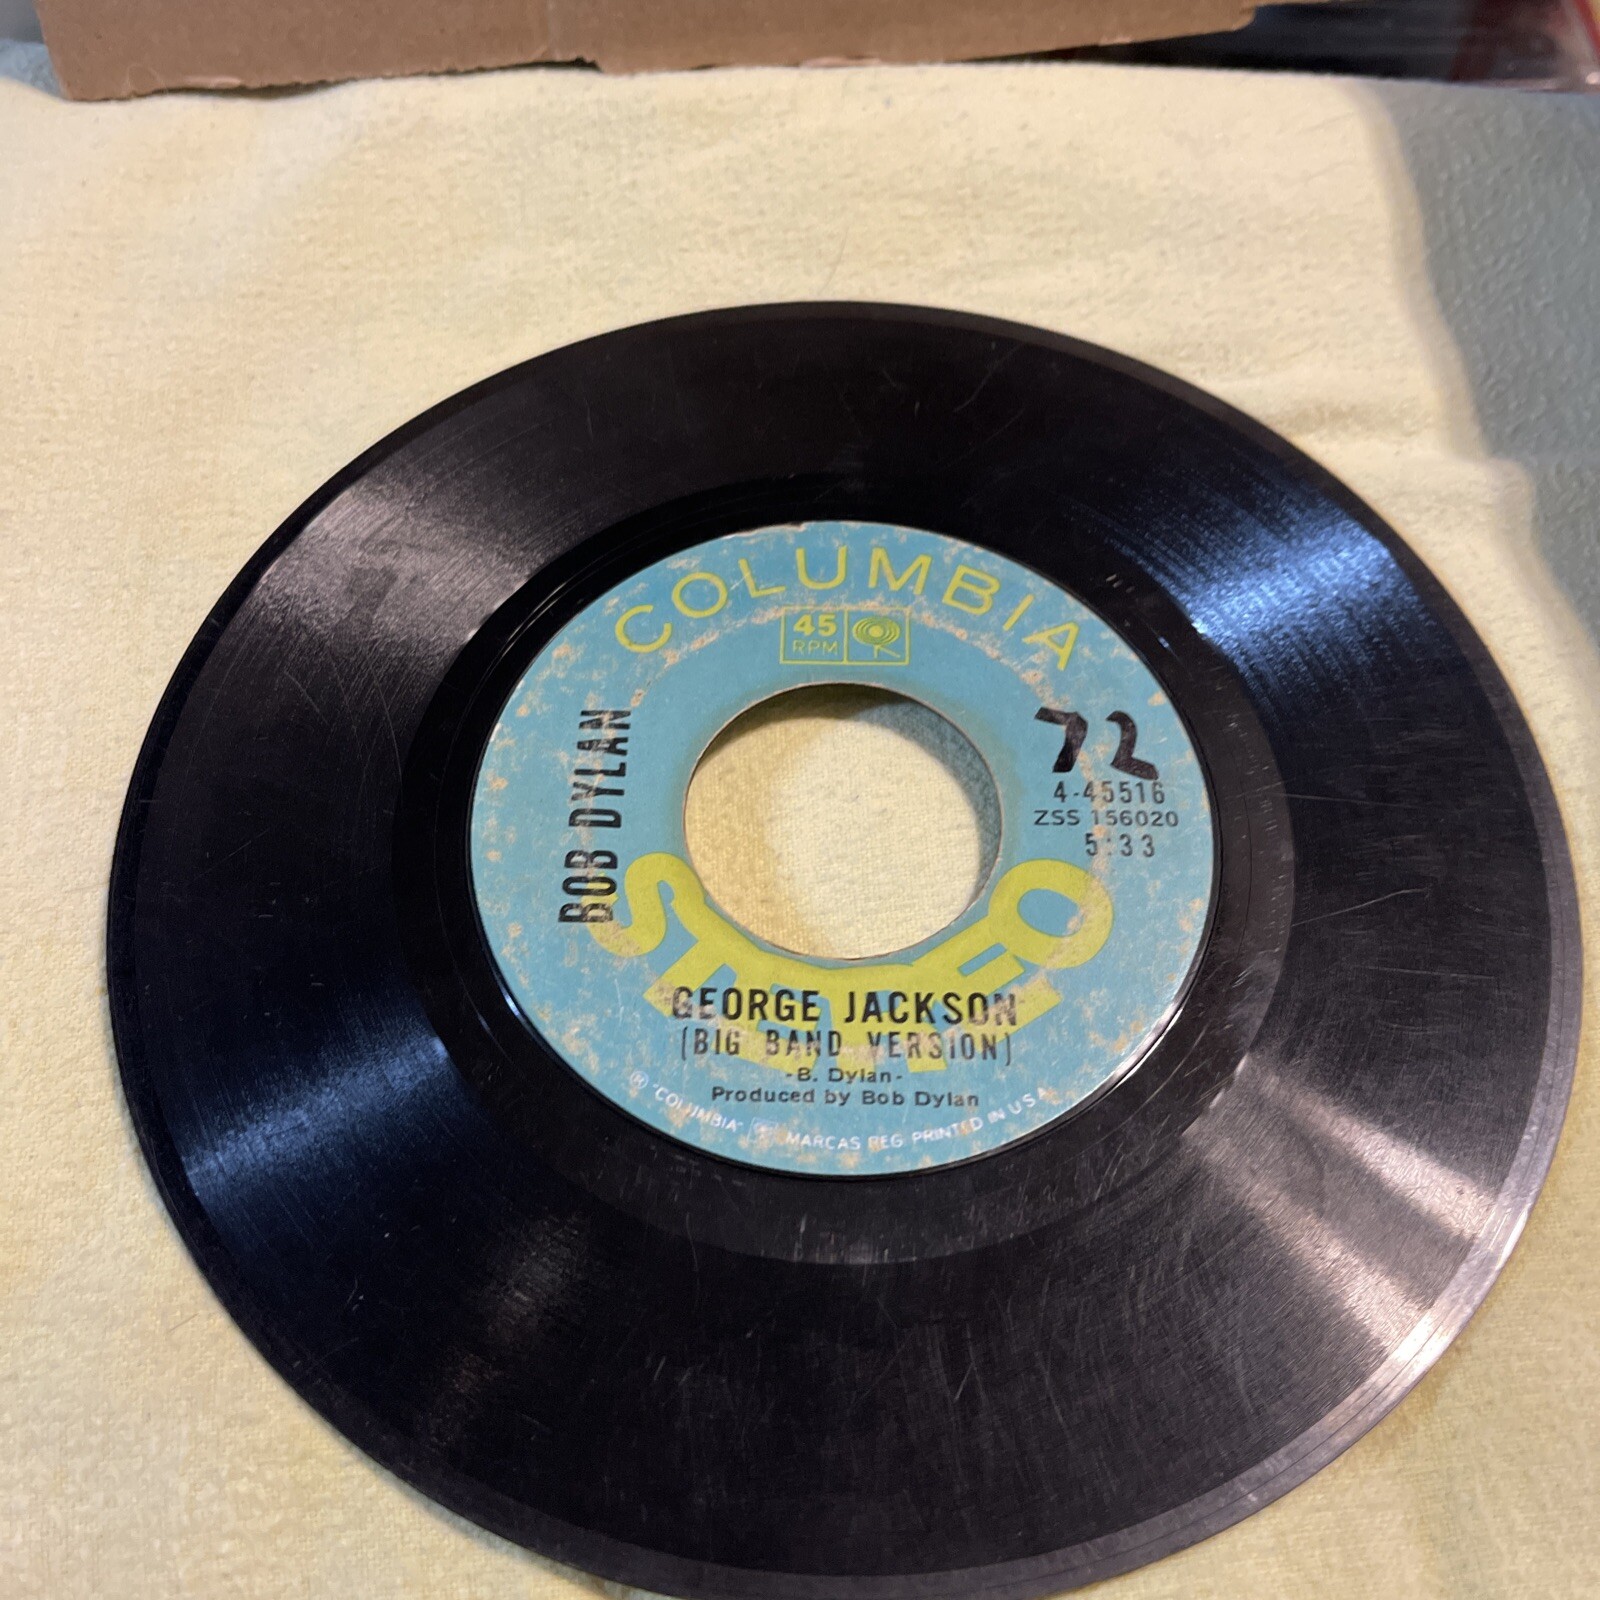 COLUMBIA
45
RPM
BOB DYLAN
72
4-45516
ZSS 156020
5:33
STEREO
"GEORGE JACKSON"
(BIG BAND VERSION)
-B. Dylan-
Produced by Bob Dylan
® "COLUMBIA" MARCAS REG. PRINTED IN U.S.A.